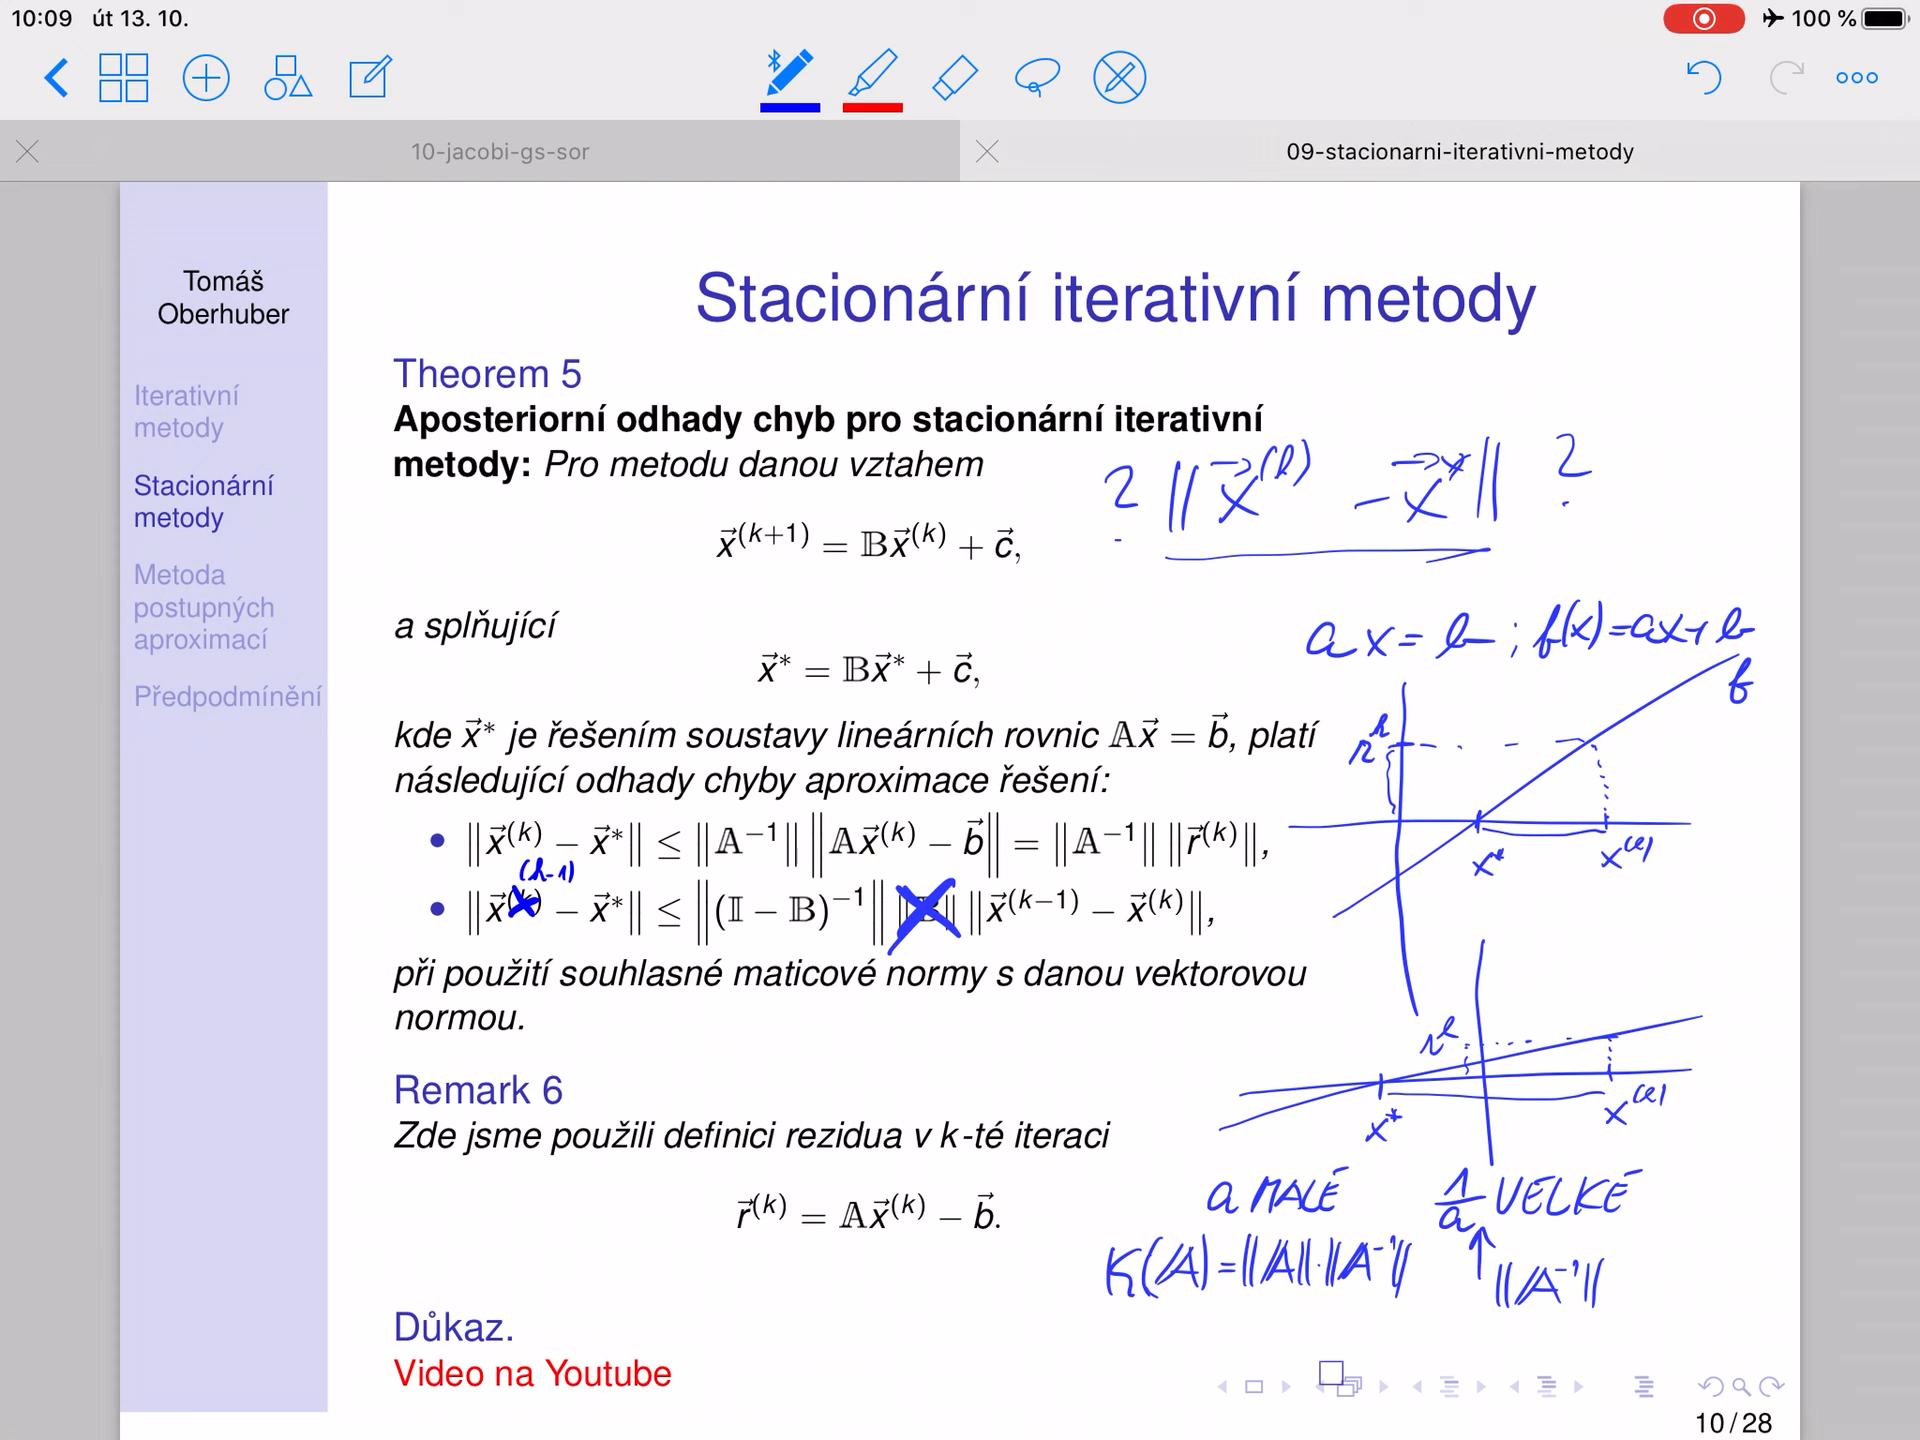 10:09 út 13. 10.
100 %
10-jacobi-gs-sor
09-stacionarni-iterativni-metody
Tomáš
Oberhuber
Iterativní
metody
Stacionární
metody
Metoda
postupných
aproximací
Předpodmínění
Stacionární iterativní metody
Theorem 5
Aposteriorní odhady chyb pro stacionární iterativní
metody: Pro metodu danou vztahem
? ‖x⃗^(k) − x⃗*‖ ?
x⃗^(k+1) = 𝔹x⃗^(k) + c⃗,
a splňující
ax = b ; f(x)=ax+b
x⃗* = 𝔹x⃗* + c⃗,
f
kde x⃗* je řešením soustavy lineárních rovnic 𝔸x⃗ = b⃗, platí
následující odhady chyby aproximace řešení:
r^k
x* x^(k)
• ‖x⃗^(k) − x⃗*‖ ≤ ‖𝔸^−1‖ ‖𝔸x⃗^(k) − b⃗‖ = ‖𝔸^−1‖ ‖r⃗^(k)‖,
(k-1)
• ‖x⃗^(k) − x⃗*‖ ≤ ‖(𝕀 − 𝔹)^−1‖ ‖𝔹‖ ‖x⃗^(k−1) − x⃗^(k)‖,
při použití souhlasné maticové normy s danou vektorovou
normou.
r^k
x* x^(k)
Remark 6
Zde jsme použili definici rezidua v k-té iteraci
r⃗^(k) = 𝔸x⃗^(k) − b⃗.
a MALÉ 1/a VELKÉ
K(𝔸)=‖𝔸‖·‖𝔸^-1‖ ↑ ‖𝔸^-1‖
Důkaz.
Video na Youtube
10 / 28